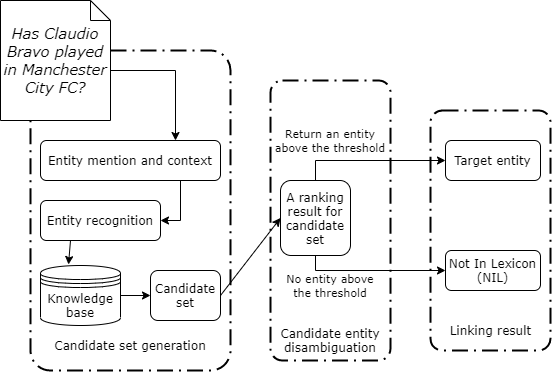 Has Claudio
Bravo played
in Manchester
City FC?
Entity mention and context
Entity recognition
Knowledge
base
Candidate
set
Candidate set generation
Return an entity
above the threshold
A ranking
result for
candidate
set
No entity above
the threshold
Candidate entity
disambiguation
Target entity
Not In Lexicon
(NIL)
Linking result